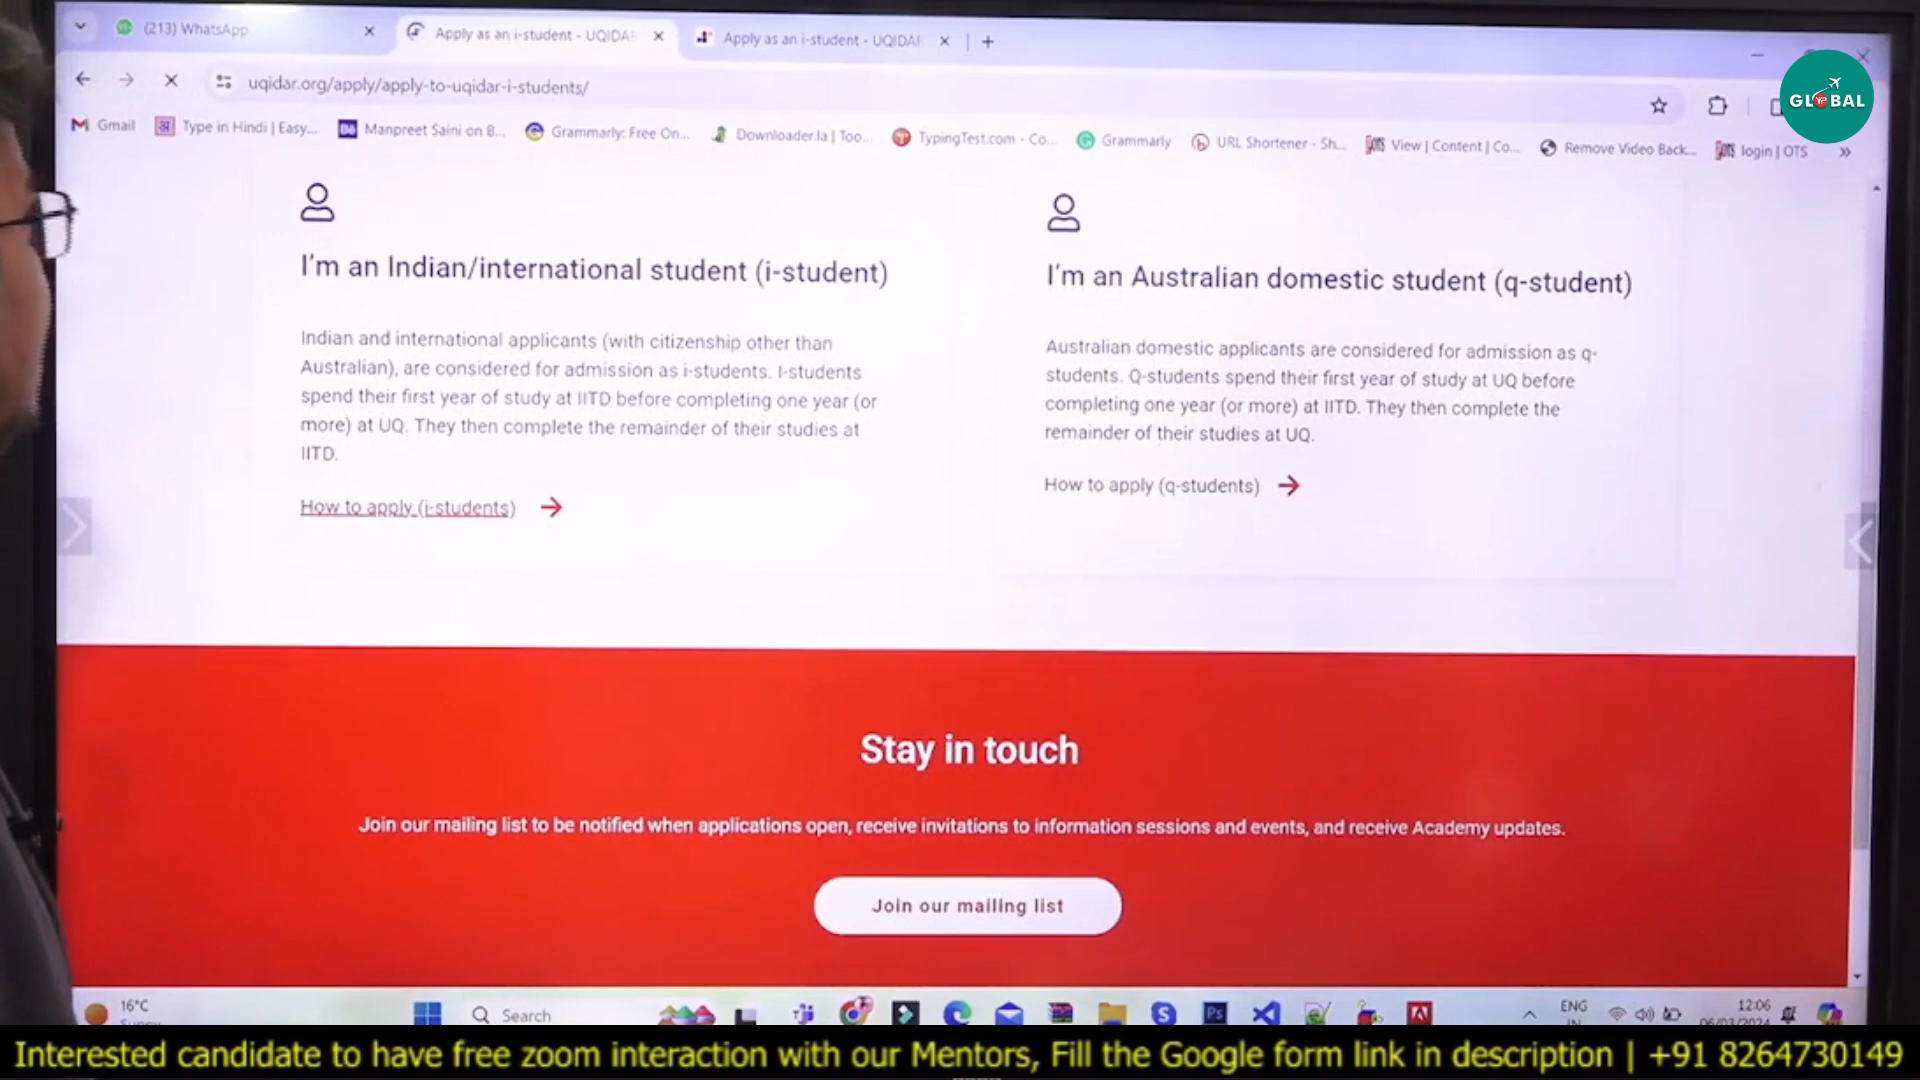 (213) WhatsApp
Apply as an i-student - UQIDAR
Apply as an i-student - UQIDAR
uqidar.org/apply/apply-to-uqidar-i-students/
GLOBAL
Gmail
Type in Hindi | Easy...
Manpreet Saini on B...
Grammarly: Free On...
Downloader.la | Too...
TypingTest.com - Co...
Grammarly
URL Shortener - Sh...
View | Content | Co...
Remove Video Back...
login | OTS
I'm an Indian/international student (i-student)
Indian and international applicants (with citizenship other than
Australian), are considered for admission as i-students. I-students
spend their first year of study at IITD before completing one year (or
more) at UQ. They then complete the remainder of their studies at
IITD.
How to apply (i-students)
I'm an Australian domestic student (q-student)
Australian domestic applicants are considered for admission as q-
students. Q-students spend their first year of study at UQ before
completing one year (or more) at IITD. They then complete the
remainder of their studies at UQ.
How to apply (q-students)
Stay in touch
Join our mailing list to be notified when applications open, receive invitations to information sessions and events, and receive Academy updates.
Join our mailing list
16°C
Sunny
Search
ENG
IN
12:06
06/03/2024
Interested candidate to have free zoom interaction with our Mentors, Fill the Google form link in description | +91 8264730149